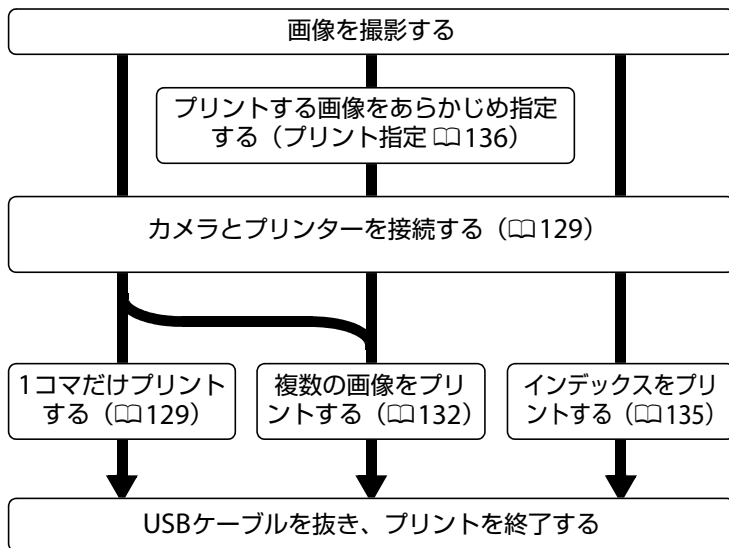 画像を撮影する
プリントする画像をあらかじめ指定
する（プリント指定 🕮136）
カメラとプリンターを接続する（🕮129）
1コマだけプリント
する（🕮129）
複数の画像をプリ
ントする（🕮132）
インデックスをプリ
ントする（🕮135）
USBケーブルを抜き、プリントを終了する